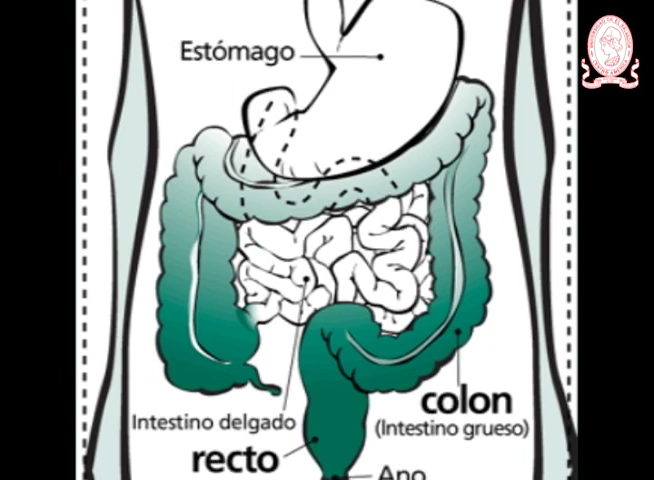 Estómago
Intestino delgado
colon
(Intestino grueso)
recto
Ano